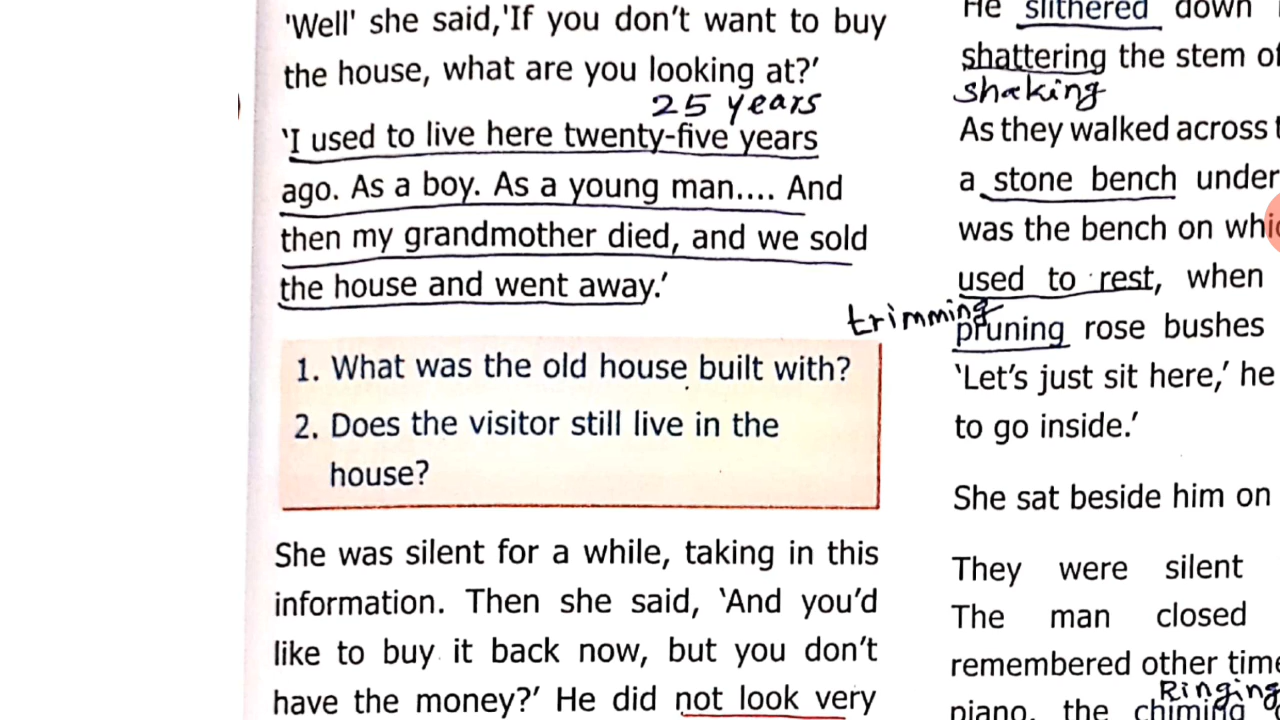 'Well' she said,'If you don't want to buy
the house, what are you looking at?'
25 years
'I used to live here twenty-five years
ago. As a boy. As a young man.... And
then my grandmother died, and we sold
the house and went away.'
1. What was the old house built with?
2. Does the visitor still live in the
house?
She was silent for a while, taking in this
information. Then she said, 'And you'd
like to buy it back now, but you don't
have the money?' He did not look very
He slithered down
shattering the stem of
shaking
As they walked across
a stone bench under
was the bench on
used to rest, when
trimming
pruning rose bushes
'Let's just sit here,' he
to go inside.'
She sat beside him on
They were silent
The man closed
remembered other
Ringing
piano, the chiming